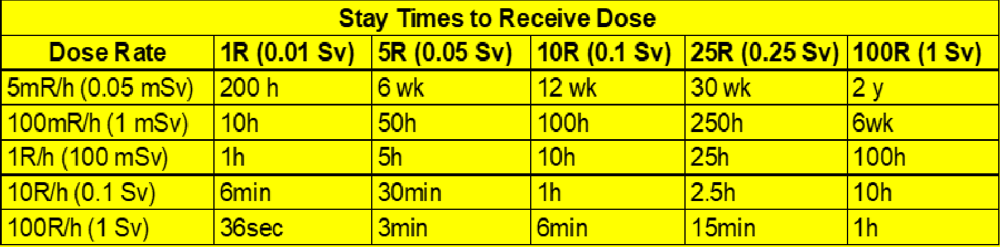 Stay Times to Receive Dose
Dose Rate 1R (0.01 Sv) 5R (0.05 Sv) 10R (0.1 Sv) 25R (0.25 Sv) 100R (1 Sv)
5mR/h (0.05 mSv) 200 h 6 wk 12 wk 30 wk 2 y
100mR/h (1 mSv) 10h 50h 100h 250h 6wk
1R/h (100 mSv) 1h 5h 10h 25h 100h
10R/h (0.1 Sv) 6min 30min 1h 2.5h 10h
100R/h (1 Sv) 36sec 3min 6min 15min 1h